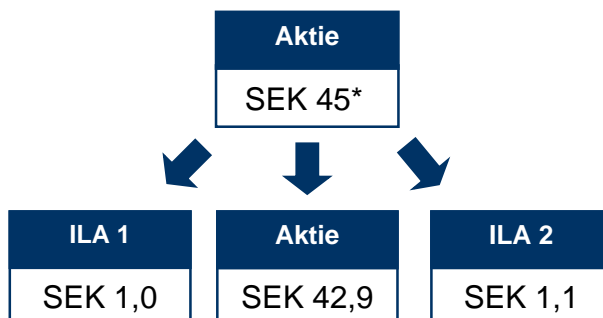 Aktie
SEK 45*
ILA 1
Aktie
ILA 2
SEK 1,0
SEK 42,9
SEK 1,1